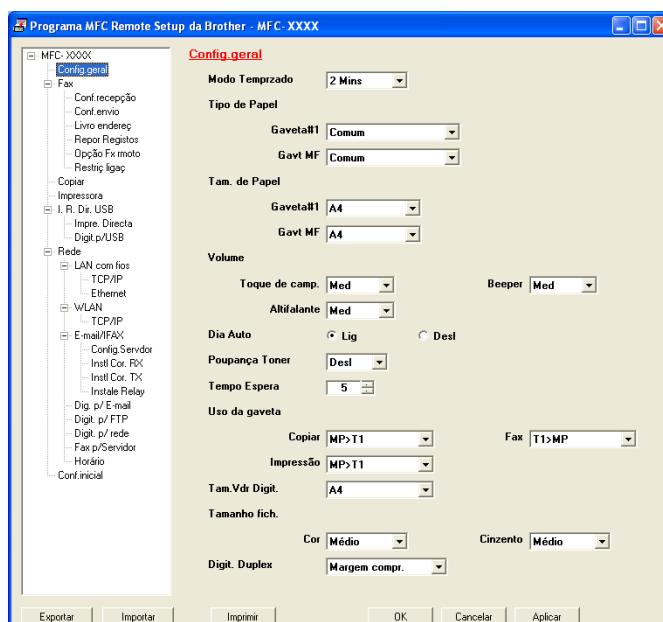 Programa MFC Remote Setup da Brother - MFC- XXXX
MFC- XXXX
Config.geral
Fax
Conf.recepção
Conf.envio
Livro endereç
Repor Registos
Opção Fx rmoto
Restriç ligaç
Copiar
Impressora
I. R. Dir. USB
Impre. Directa
Digit.p/USB
Rede
LAN com fios
TCP/IP
Ethernet
WLAN
TCP/IP
E-mail/IFAX
Config.Servdor
Instl Cor. RX
Instl Cor. TX
Instale Relay
Dig. p/ E-mail
Digit. p/ FTP
Digit. p/ rede
Fax p/Servidor
Horário
Conf.inicial
Config.geral
Modo Temprzado 2 Mins
Tipo de Papel
Gaveta#1 Comum
Gavt MF Comum
Tam. de Papel
Gaveta#1 A4
Gavt MF A4
Volume
Toque de camp. Med Beeper Med
Altifalante Med
Dia Auto Lig Desl
Poupança Toner Desl
Tempo Espera 5
Uso da gaveta
Copiar MP>T1 Fax T1>MP
Impressão MP>T1
Tam.Vdr Digit. A4
Tamanho fich.
Cor Médio Cinzento Médio
Digit. Duplex Margem compr.
Exportar Importar Imprimir OK Cancelar Aplicar